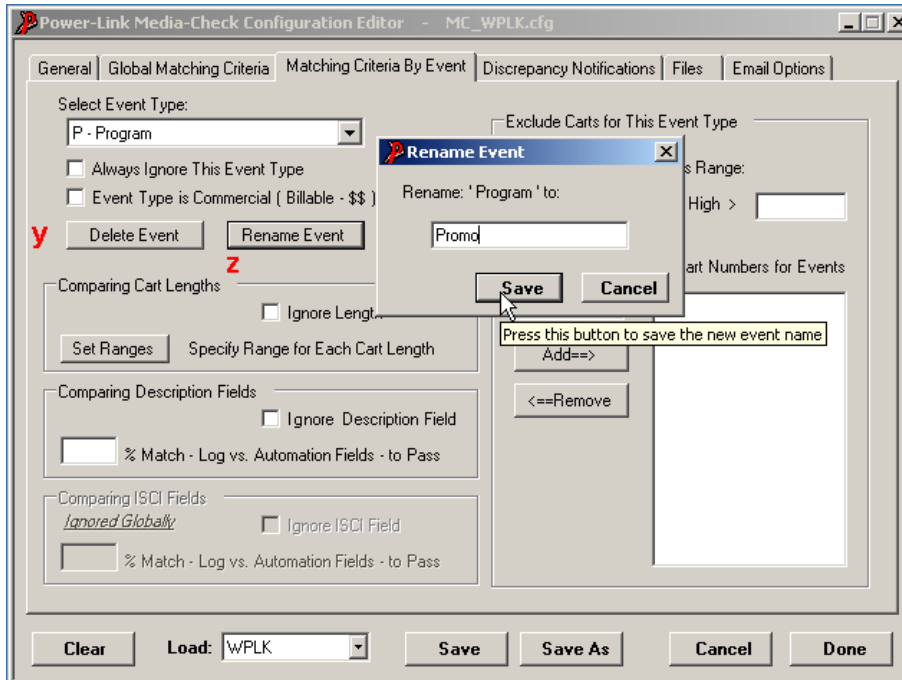 Power-Link Media-Check Configuration Editor - MC_WPLK.cfg
General Global Matching Criteria Matching Criteria By Event Discrepancy Notifications Files Email Options
Select Event Type:
P - Program
Always Ignore This Event Type
Event Type is Commercial ( Billable - $$ )
y Delete Event Rename Event
z
Comparing Cart Lengths
Ignore Length
Set Ranges Specify Range for Each Cart Length
Comparing Description Fields
Ignore Description Field
% Match - Log vs. Automation Fields - to Pass
Comparing ISCI Fields
Ignored Globally Ignore ISCI Field
% Match - Log vs. Automation Fields - to Pass
Exclude Carts for This Event Type
s Range:
High >
art Numbers for Events
Rename Event
Rename: ' Program ' to:
Promo
Save Cancel
Press this button to save the new event name
Add==>
<==Remove
Clear Load: WPLK Save Save As Cancel Done